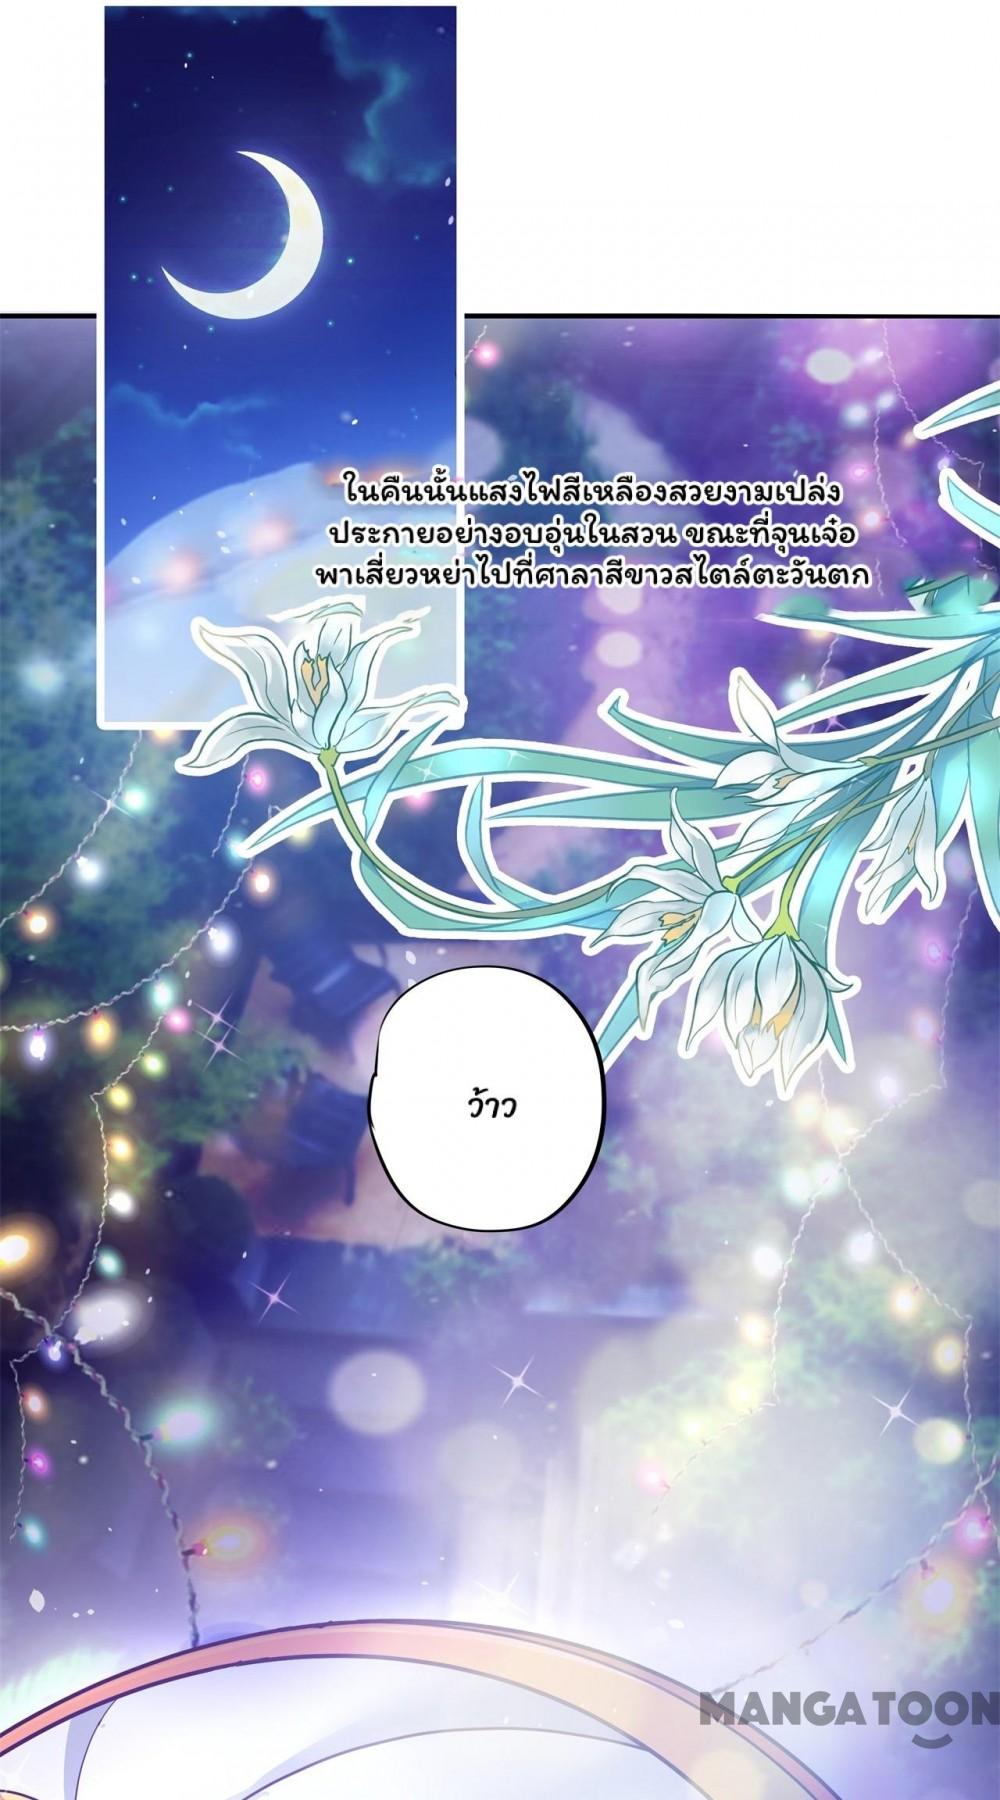 ในคืนนั้นแสงไฟสีเหลืองสวยงามเปล่ง
ประกายอย่างอบอุ่นในสวน ขณะที่จุนเจ๋อ
พาเสี่ยวหย่าไปที่ศาลาสีขาวสไตล์ตะวันตก
ว้าว
MANGATOON